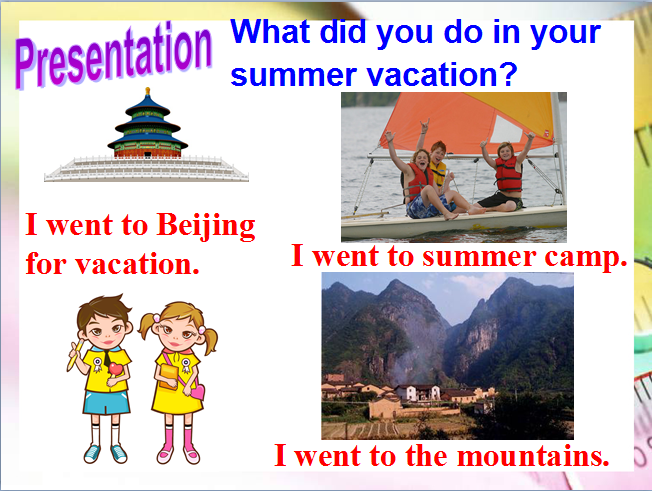 Presentation
What did you do in your
summer vacation?
I went to Beijing
for vacation.
I went to summer camp.
I went to the mountains.